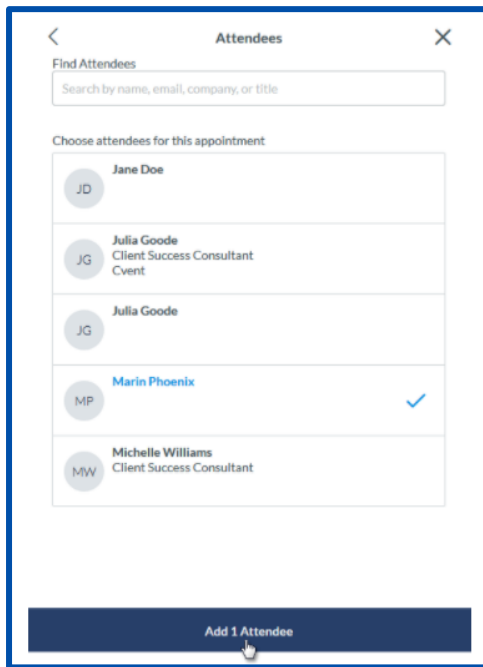 Attendees
Find Attendees
Search by name, email, company, or title
Choose attendees for this appointment
JD
Jane Doe
JG
Julia Goode
Client Success Consultant
Cvent
JG
Julia Goode
MP
Marin Phoenix
MW
Michelle Williams
Client Success Consultant
Add 1 Attendee